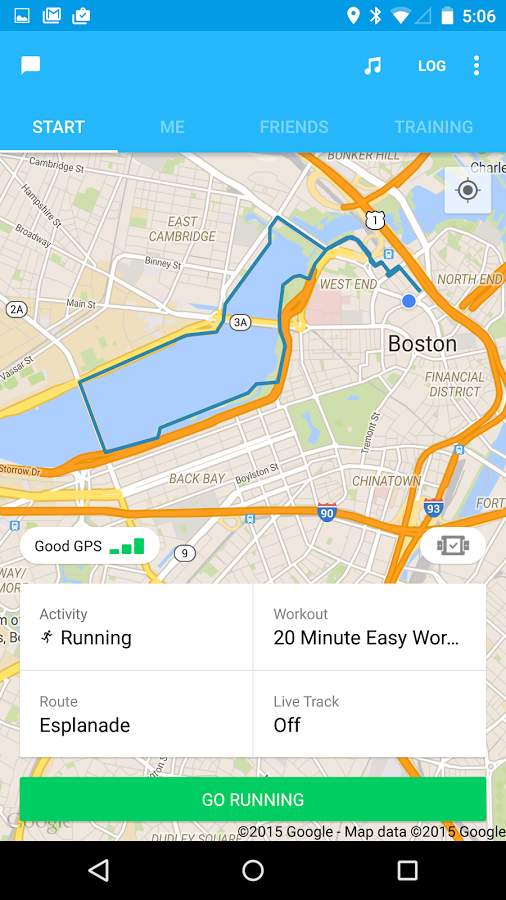 5:06
LOG
START
ME
FRIENDS
TRAINING
BUNKER HILL
Cambridge St
Charle
Hampshire St
1
EAST
CAMBRIDGE
Broadway
Binney St
WEST END
NORTH END
Main St
2A
3A
Boston
Vassar St
FINANCIAL
DISTRICT
Tremont St
Storrow Dr
BACK BAY
Boylston St
CHINATOWN
90
93
FORT
Good GPS
9
WAY/
MOR
Activity
Workout
Running
20 Minute Easy Wor...
Route
Live Track
Esplanade
Off
GO RUNNING
Google
©2015 Google - Map data ©2015 Google
DUDLEY SQUARE